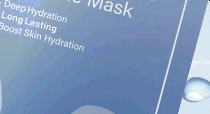 Mask
Deep Hydration
Long Lasting
Boost Skin Hydration